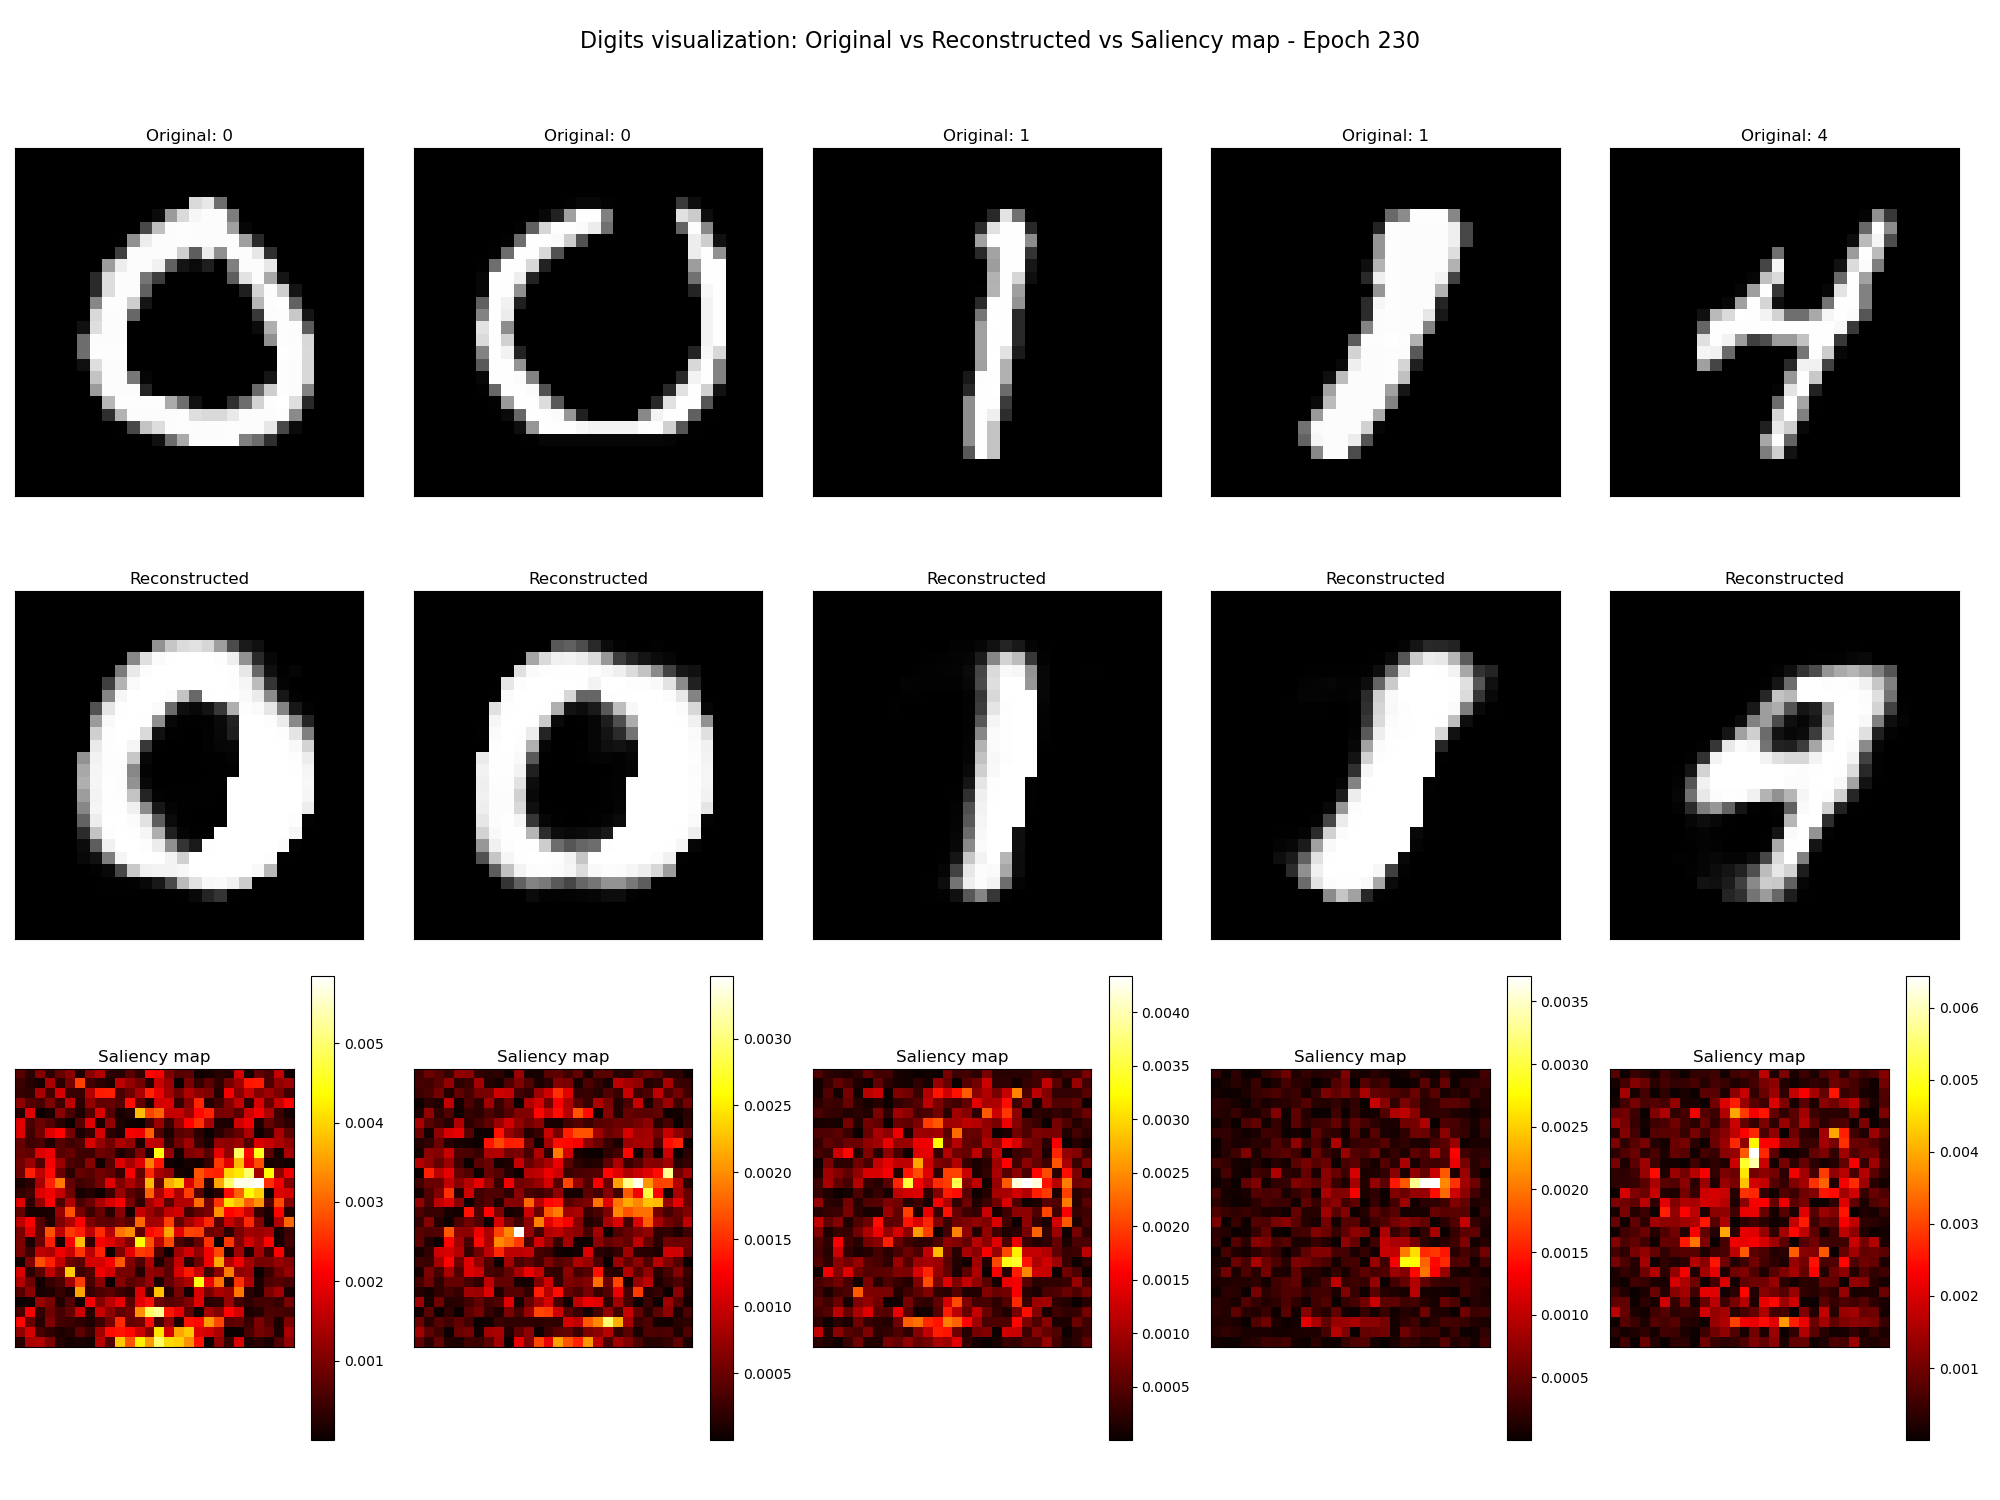 Digits visualization: Original vs Reconstructed vs Saliency map - Epoch 230
Original: 0
Original: 0
Original: 1
Original: 1
Original: 4
Reconstructed
Reconstructed
Reconstructed
Reconstructed
Reconstructed
Saliency map
0.005
0.004
0.003
0.002
0.001
Saliency map
0.0030
0.0025
0.0020
0.0015
0.0010
0.0005
Saliency map
0.0040
0.0035
0.0030
0.0025
0.0020
0.0015
0.0010
0.0005
Saliency map
0.0035
0.0030
0.0025
0.0020
0.0015
0.0010
0.0005
Saliency map
0.006
0.005
0.004
0.003
0.002
0.001